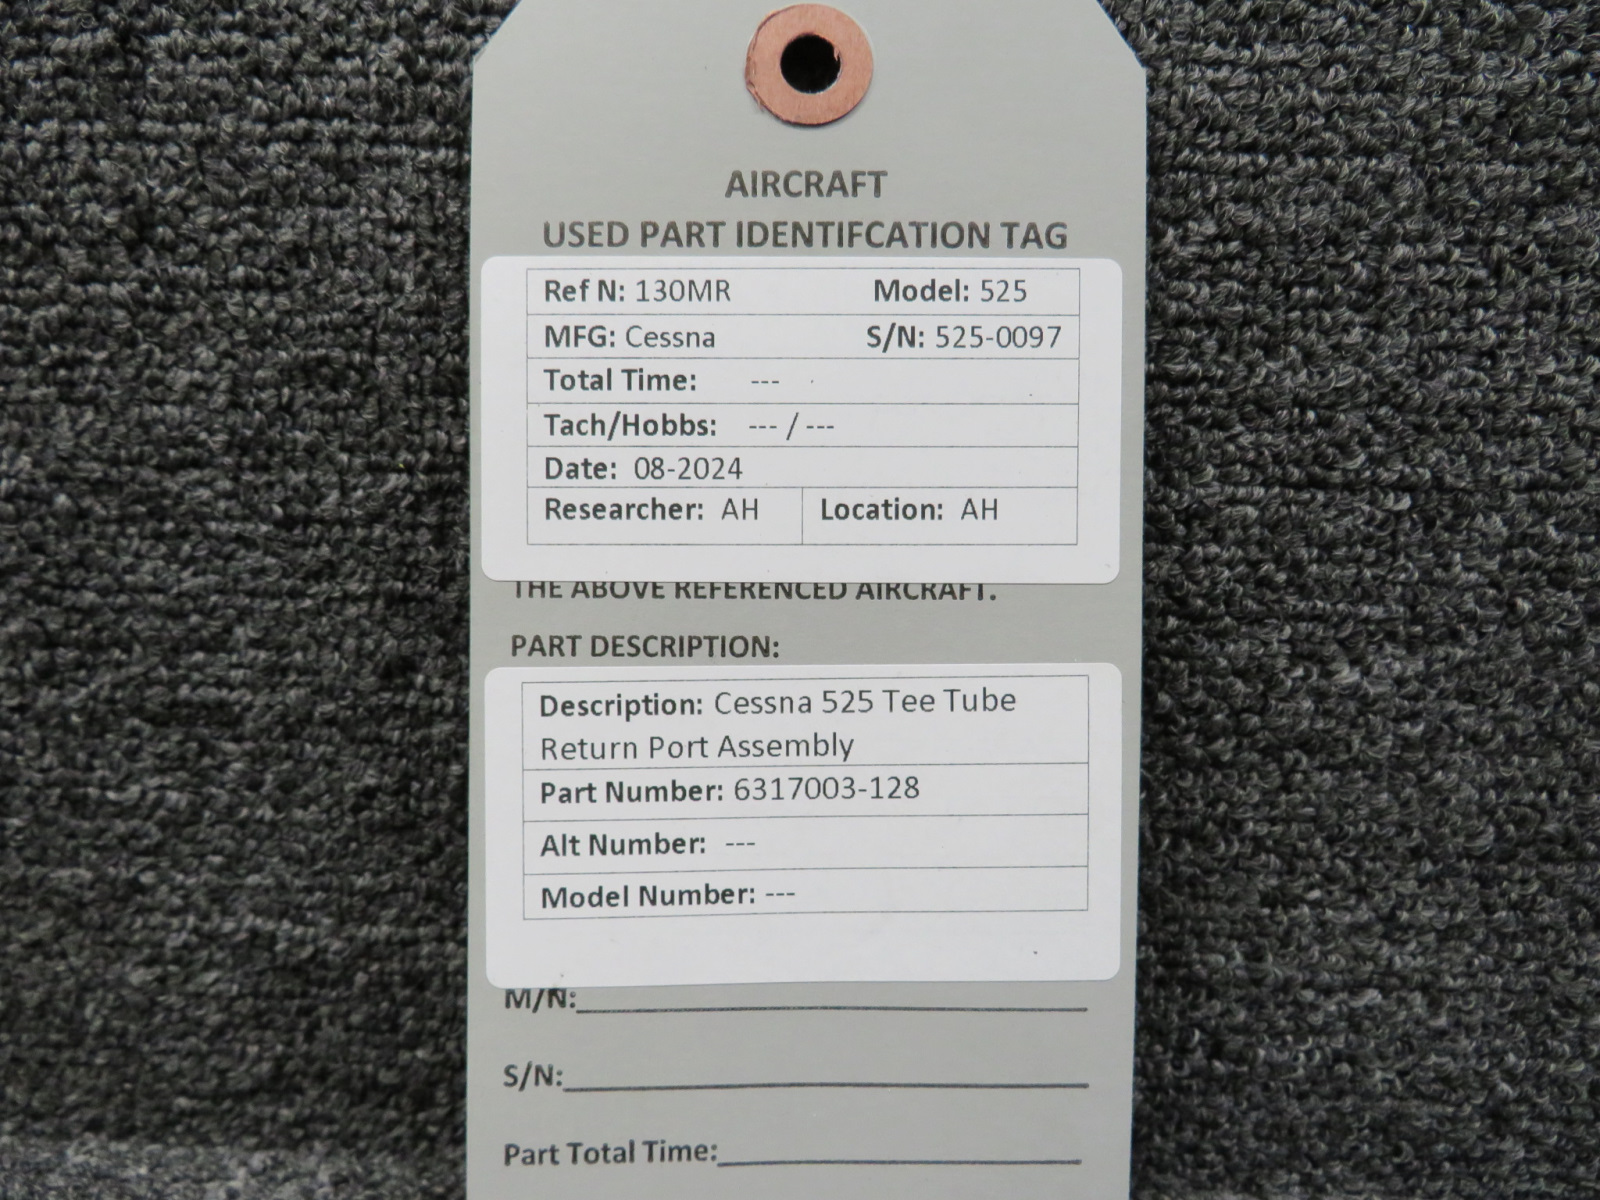 AIRCRAFT
USED PART IDENTIFCATION TAG
Ref N: 130MR Model: 525
MFG: Cessna S/N: 525-0097
Total Time: ---
Tach/Hobbs: --- / ---
Date: 08-2024
Researcher: AH Location: AH
THE ABOVE REFERENCED AIRCRAFT.
PART DESCRIPTION:
Description: Cessna 525 Tee Tube
Return Port Assembly
Part Number: 6317003-128
Alt Number: ---
Model Number: ---
M/N:
S/N:
Part Total Time: